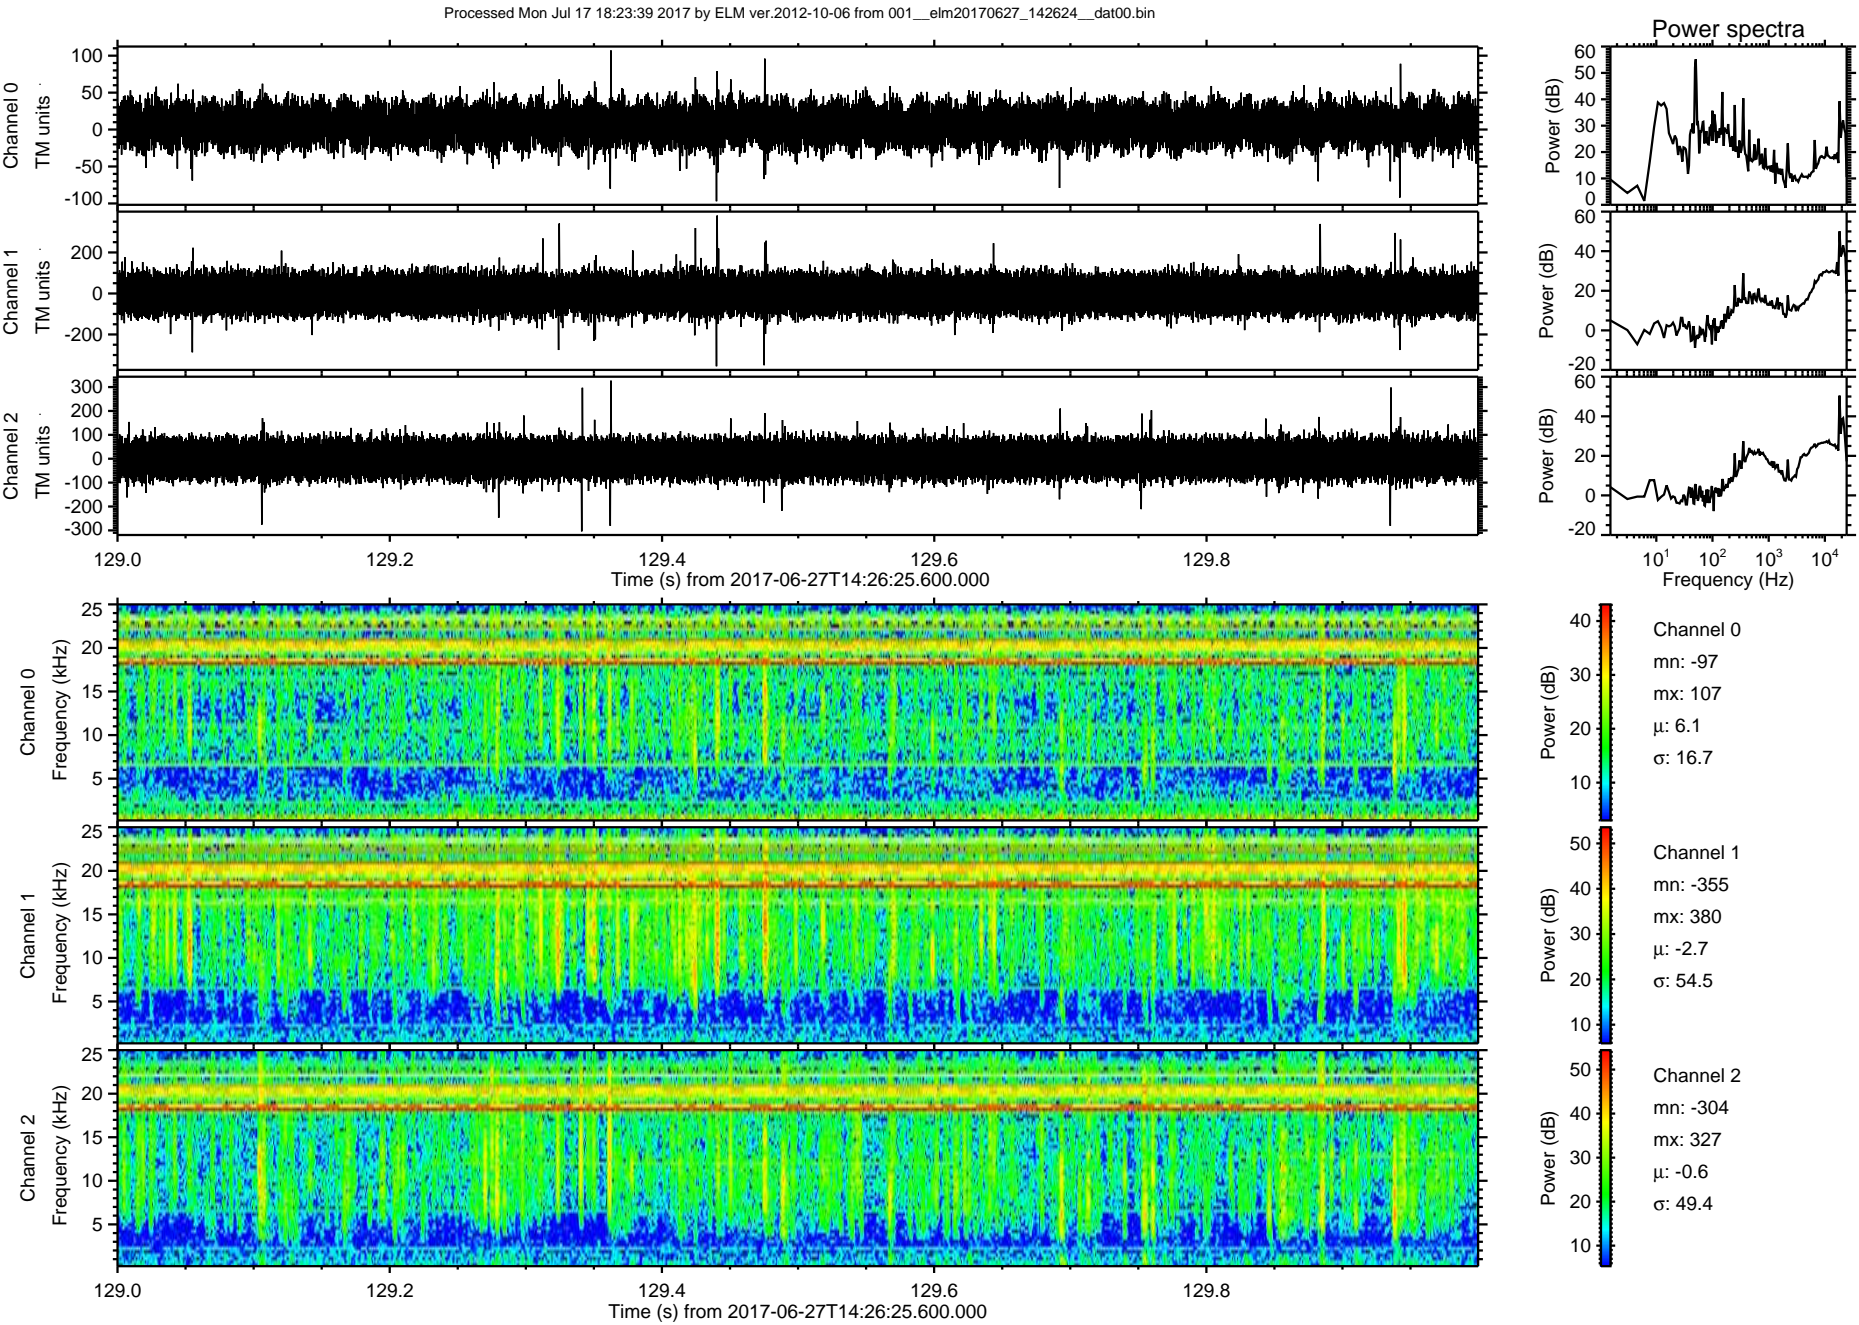 Processed Mon Jul 17 18:23:39 2017 by ELM ver.2012-10-06 from 001__elm20170627_142624__dat00.bin
Power spectra
Channel 0
TM units
100
50
0
-50
-100
Power (dB)
60
50
40
30
20
10
0
Channel 1
TM units
200
0
-200
Power (dB)
60
40
20
0
-20
Channel 2
TM units
300
200
100
0
-100
-200
-300
Power (dB)
60
40
20
0
-20
129.0 129.2 129.4 129.6 129.8
Time (s) from 2017-06-27T14:26:25.600.000
10^1 10^2 10^3 10^4
Frequency (Hz)
Channel 0
Frequency (kHz)
25
20
15
10
5
Power (dB)
40
30
20
10
Channel 0
mn: -97
mx: 107
µ: 6.1
σ: 16.7
Channel 1
Frequency (kHz)
25
20
15
10
5
Power (dB)
50
40
30
20
10
Channel 1
mn: -355
mx: 380
µ: -2.7
σ: 54.5
Channel 2
Frequency (kHz)
25
20
15
10
5
Power (dB)
50
40
30
20
10
Channel 2
mn: -304
mx: 327
µ: -0.6
σ: 49.4
129.0 129.2 129.4 129.6 129.8
Time (s) from 2017-06-27T14:26:25.600.000